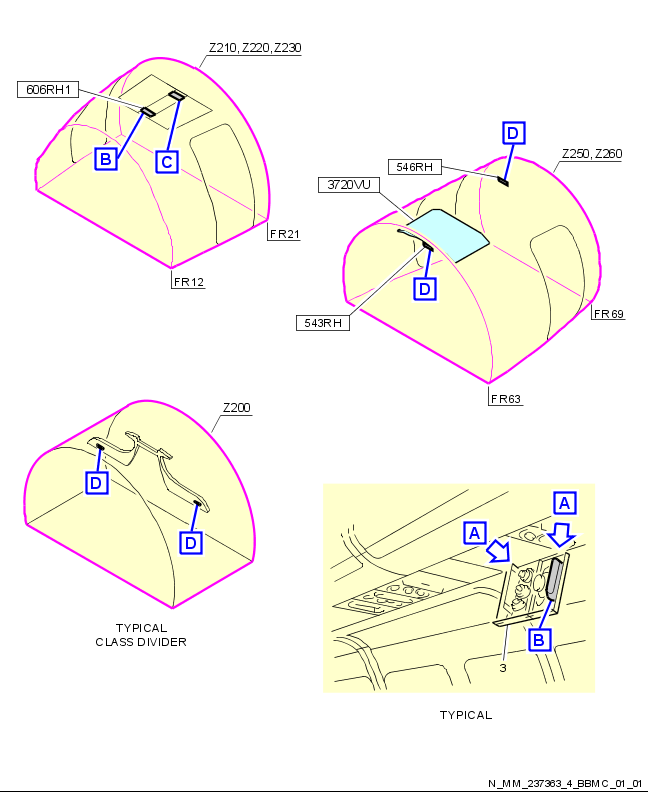 Z210, Z220, Z230
606RH1
B
C
FR21
FR12
D
Z250, Z260
546RH
3720VU
D
543RH
FR69
FR63
Z200
D
D
TYPICAL
CLASS DIVIDER
A
A
B
3
TYPICAL
N_MM_237363_4_BBMC_01_01